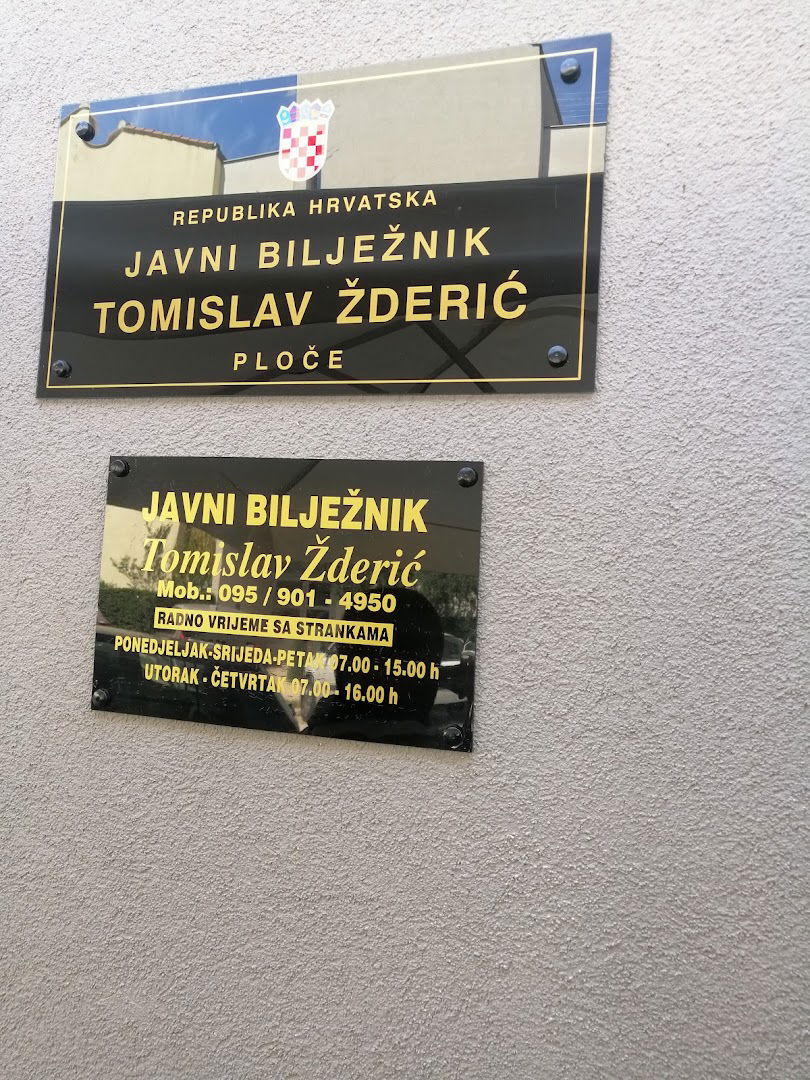 REPUBLIKA HRVATSKA
JAVNI BILJEŽNIK
TOMISLAV ŽDERIĆ
PLOČE
JAVNI BILJEŽNIK
Tomislav Žderić
Mob.: 095 / 901 - 4950
RADNO VRIJEME SA STRANKAMA
PONEDJELJAK-SRIJEDA-PETAK 07.00 - 15.00 h
UTORAK - ČETVRTAK 07.00 - 16.00 h